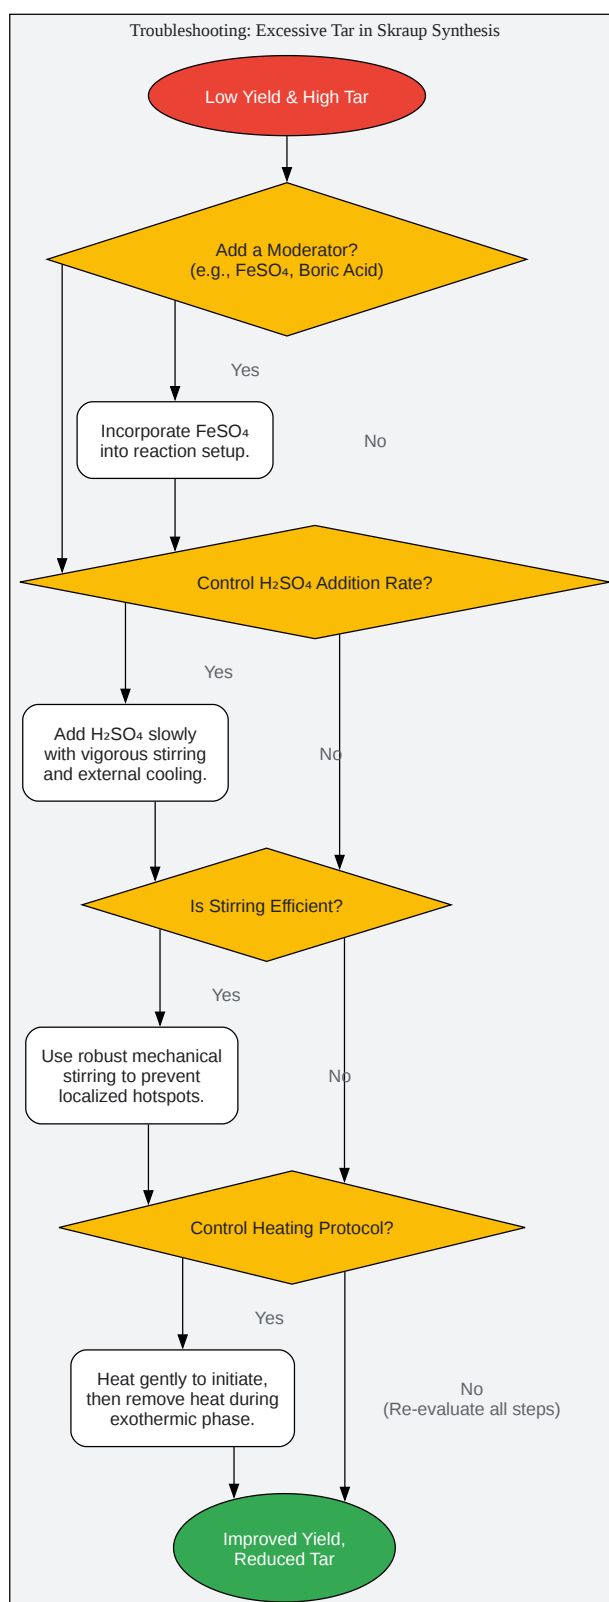 Troubleshooting: Excessive Tar in Skraup Synthesis
Low Yield & High Tar
Add a Moderator?
(e.g., FeSO₄, Boric Acid)
Yes
Incorporate FeSO₄
into reaction setup.
No
Control H₂SO₄ Addition Rate?
Yes
Add H₂SO₄ slowly
with vigorous stirring
and external cooling.
No
Is Stirring Efficient?
Yes
Use robust mechanical
stirring to prevent
localized hotspots.
No
Control Heating Protocol?
Yes
Heat gently to initiate,
then remove heat during
exothermic phase.
No
(Re-evaluate all steps)
Improved Yield,
Reduced Tar